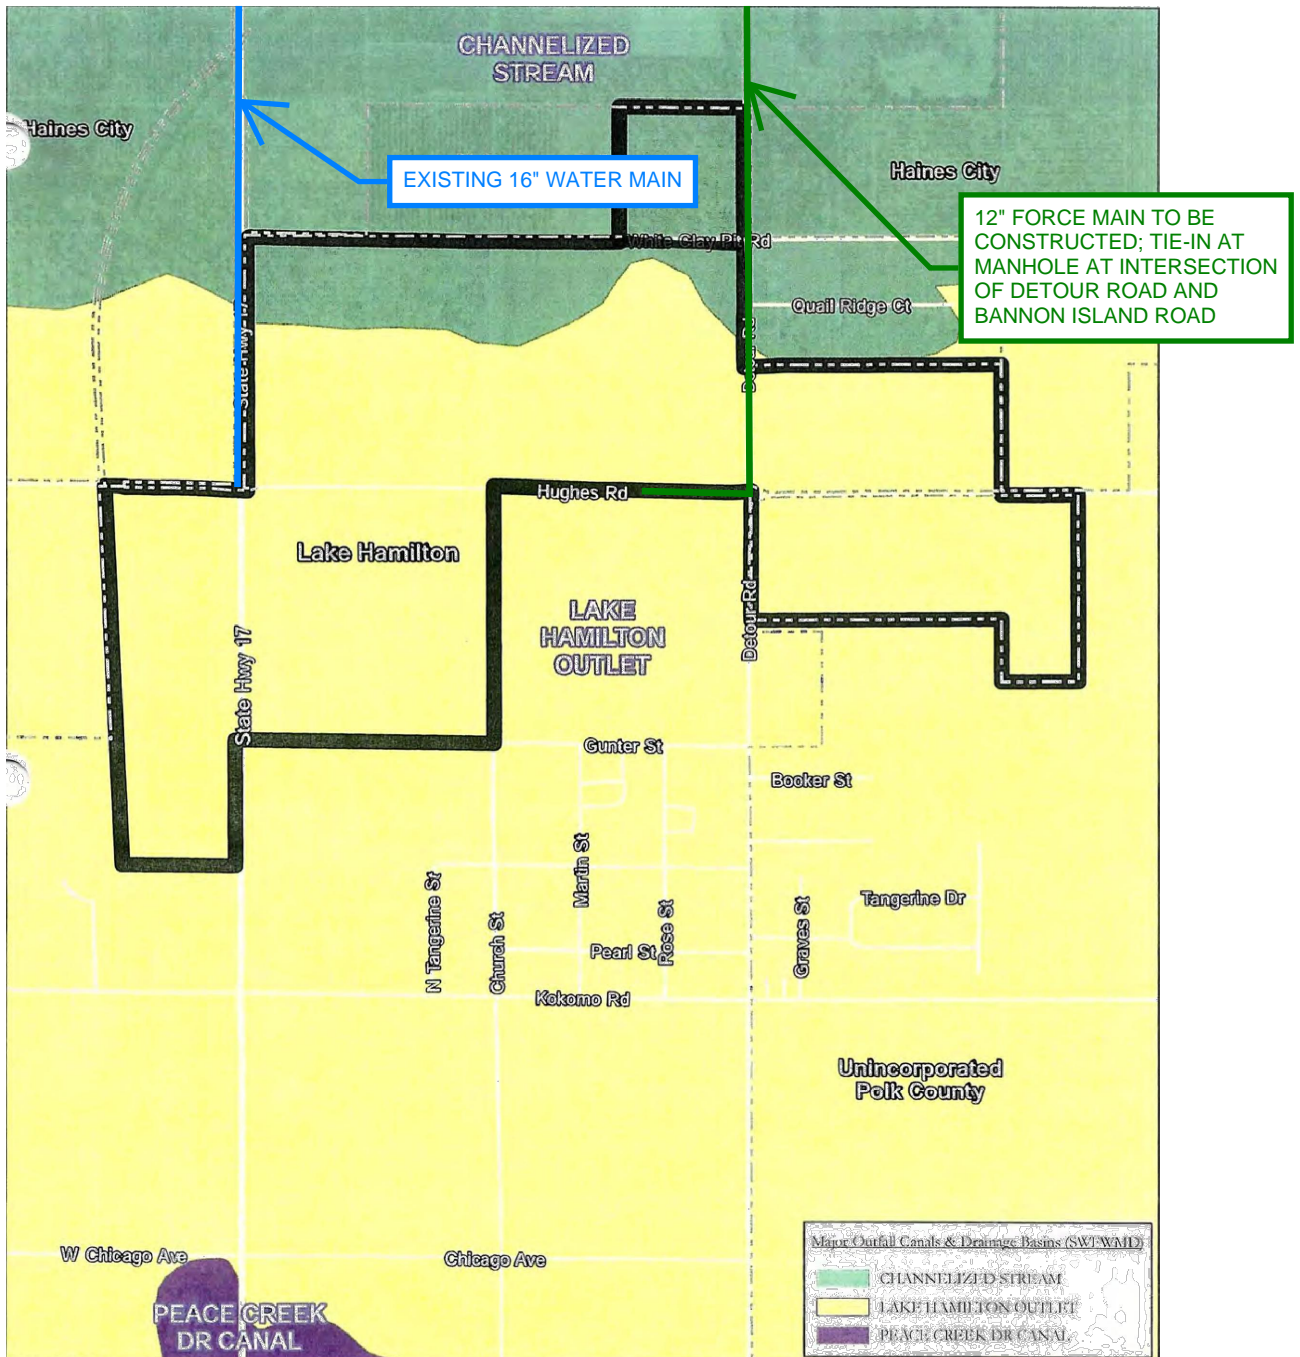 CHANNELIZED
STREAM
Haines City
EXISTING 16" WATER MAIN
Haines City
12" FORCE MAIN TO BE
CONSTRUCTED; TIE-IN AT
MANHOLE AT INTERSECTION
OF DETOUR ROAD AND
BANNON ISLAND ROAD
White Clay Pit Rd
Quail Ridge Ct
State Hwy 17
Detour Rd
Hughes Rd
Lake Hamilton
LAKE
HAMILTON
OUTLET
Detour Rd
State Hwy 17
Gunter St
Booker St
Martin St
N Tangerine St
Church St
Rose St
Graves St
Tangerine Dr
Pearl St
Kokomo Rd
Unincorporated
Polk County
W Chicago Ave
Chicago Ave
PEACE CREEK
DR CANAL
Major Outfall Canals & Drainage Basins (SWFWMD)
CHANNELIZED STREAM
LAKE HAMILTON OUTLET
PEACE CREEK DR CANAL